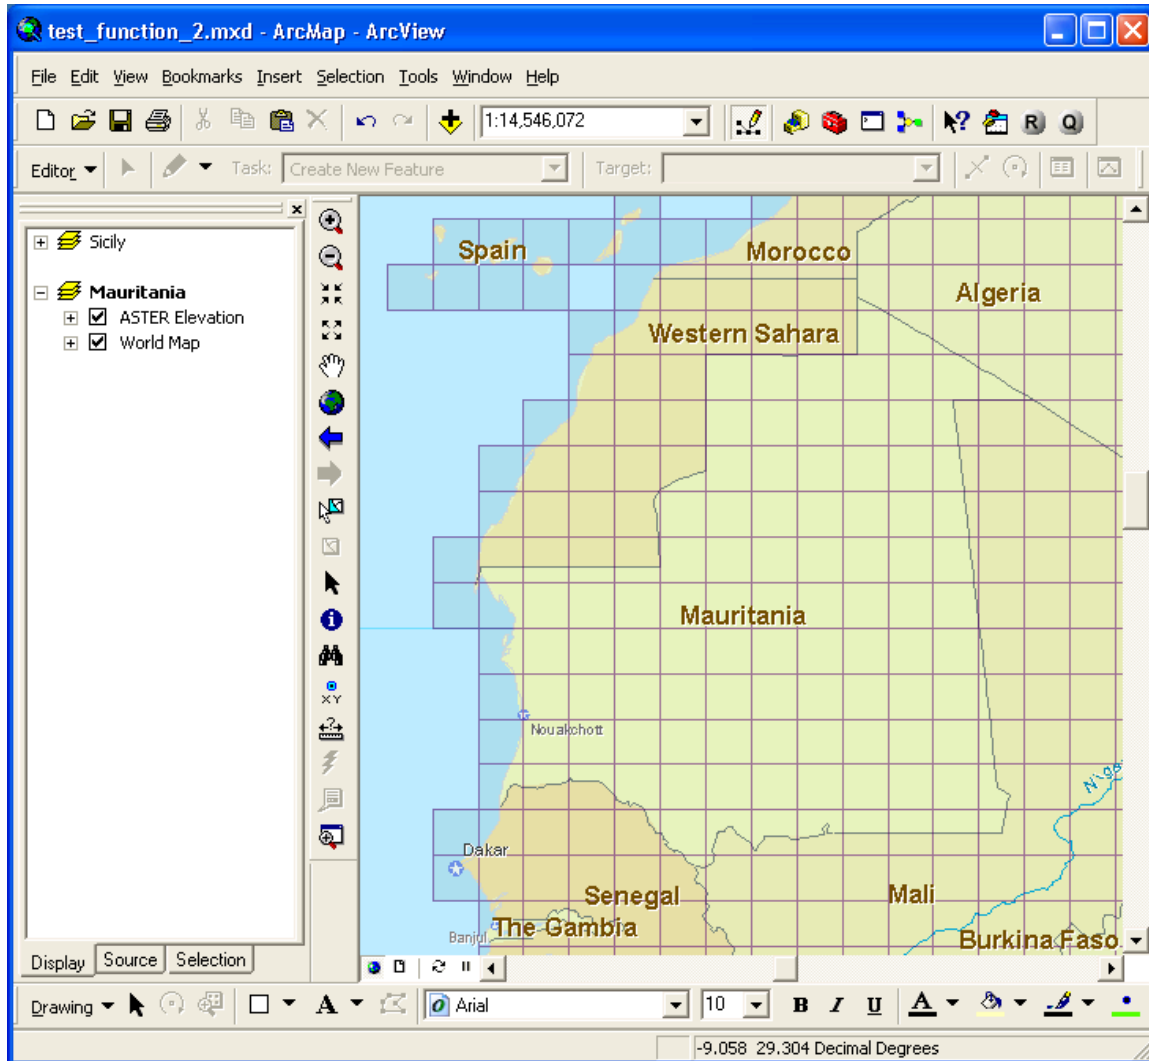 test_function_2.mxd - ArcMap - ArcView
File Edit View Bookmarks Insert Selection Tools Window Help
1:14,546,072
R Q
Editor Task: Create New Feature Target:
Sicily
Mauritania
ASTER Elevation
World Map
XY
Spain
Morocco
Algeria
Western Sahara
Mauritania
Nouakchott
Dakar
Senegal
Mali
The Gambia
Banjul
Burkina Faso
Display Source Selection
Drawing A Arial 10 B I U A
-9.058 29.304 Decimal Degrees